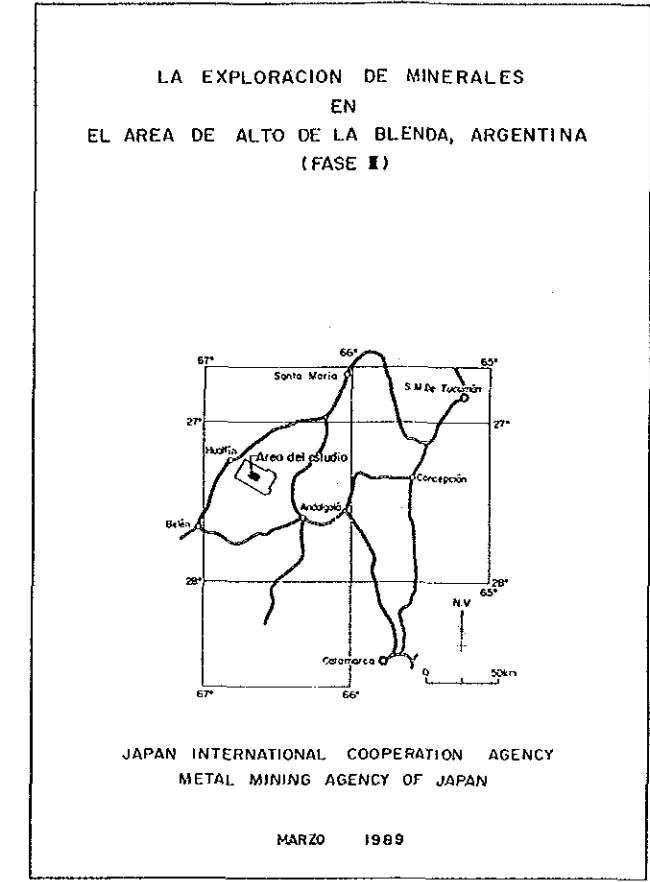 LA EXPLORACION DE MINERALES
EN
EL AREA DE ALTO DE LA BLENDA, ARGENTINA
(FASE II)
67°
66°
65°
Santa Maria
S.M.De Tucumán
27°
27°
Hualfín
Area del estudio
Concepción
Andalgalá
Belén
28°
28°
65°
N.V
Catamarca
0 50km
67°
66°
JAPAN INTERNATIONAL COOPERATION AGENCY
METAL MINING AGENCY OF JAPAN
MARZO 1989